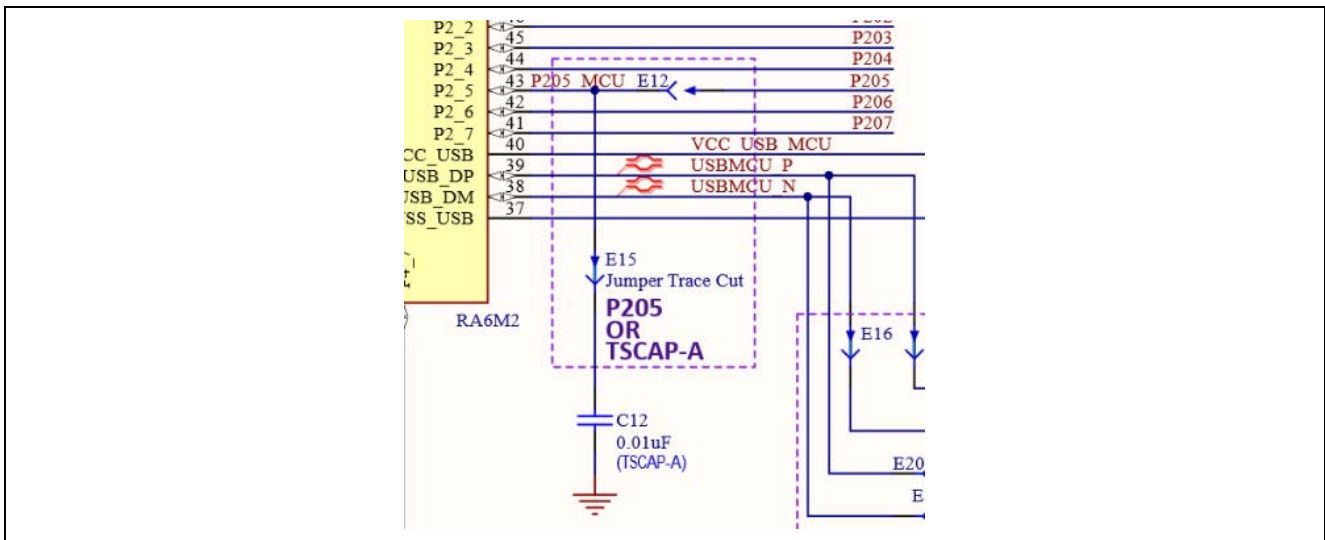 P2_2
P2_3 45 P203
P2_4 44 P204
P2_5 43 P205_MCU E12 P205
P2_6 42 P206
P2_7 41 P207
CC_USB 40 VCC_USB_MCU
USB_DP 39 USBMCU_P
USB_DM 38 USBMCU_N
SS_USB 37
E15
Jumper Trace Cut
P205
OR
TSCAP-A
RA6M2
E16
C12
0.01uF
(TSCAP-A)
E20
E